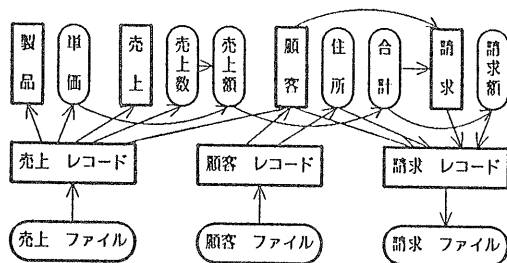 製品
単価
売上
売上数
売上額
顧客
住所
合計
請求
請求額
売上 レコード
顧客 レコード
請求 レコード
売上 ファイル
顧客 ファイル
請求 ファイル